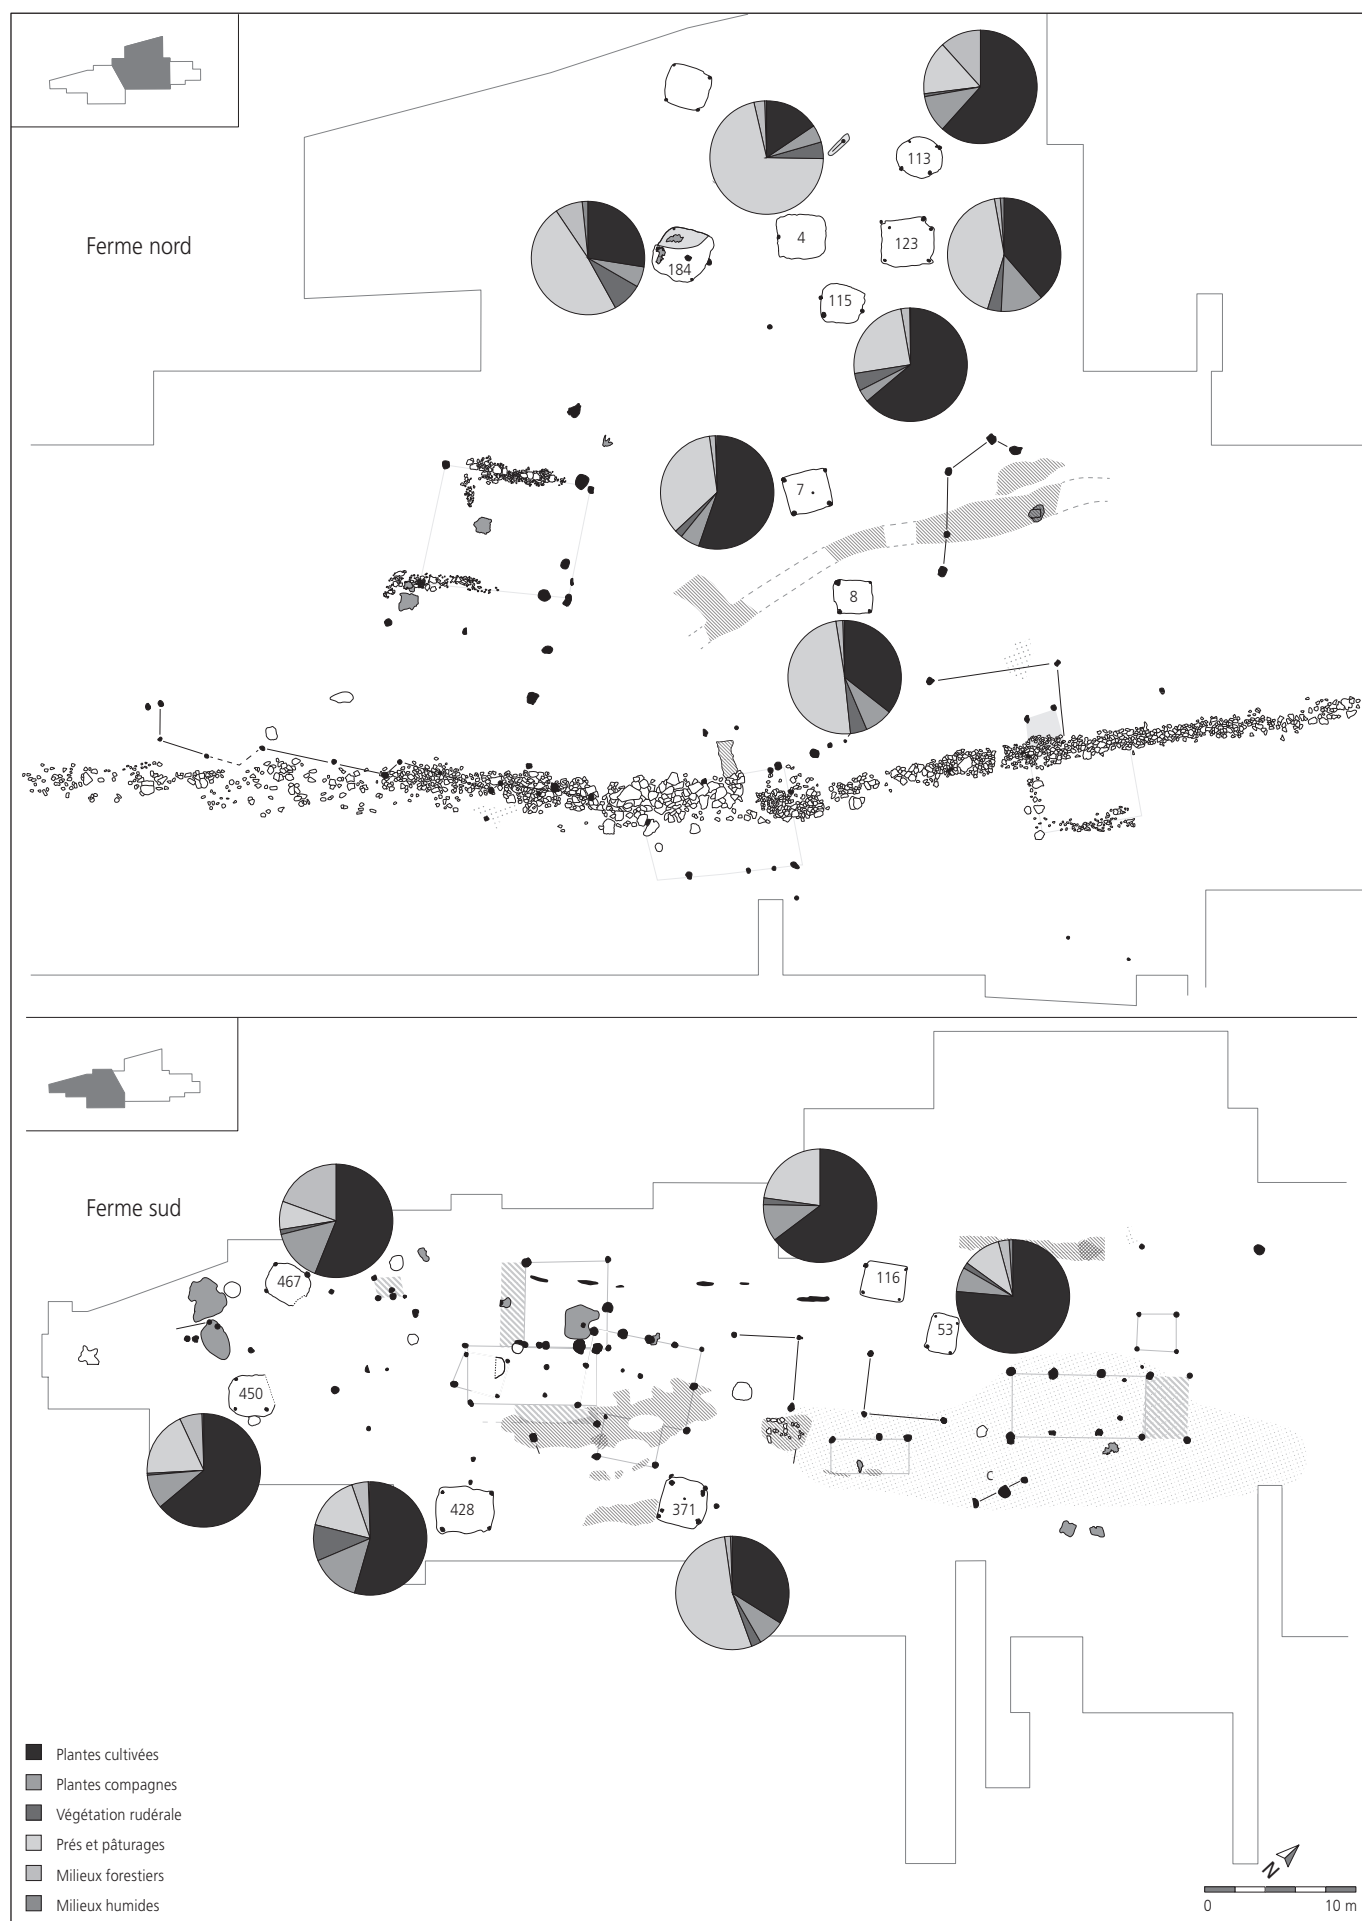 Ferme nord
113
4
123
184
115
7
8
Ferme sud
467
116
53
450
C
428
371
Plantes cultivées
Plantes compagnes
Végétation rudérale
Prés et pâturages
Milieux forestiers
Milieux humides
N
0 10 m